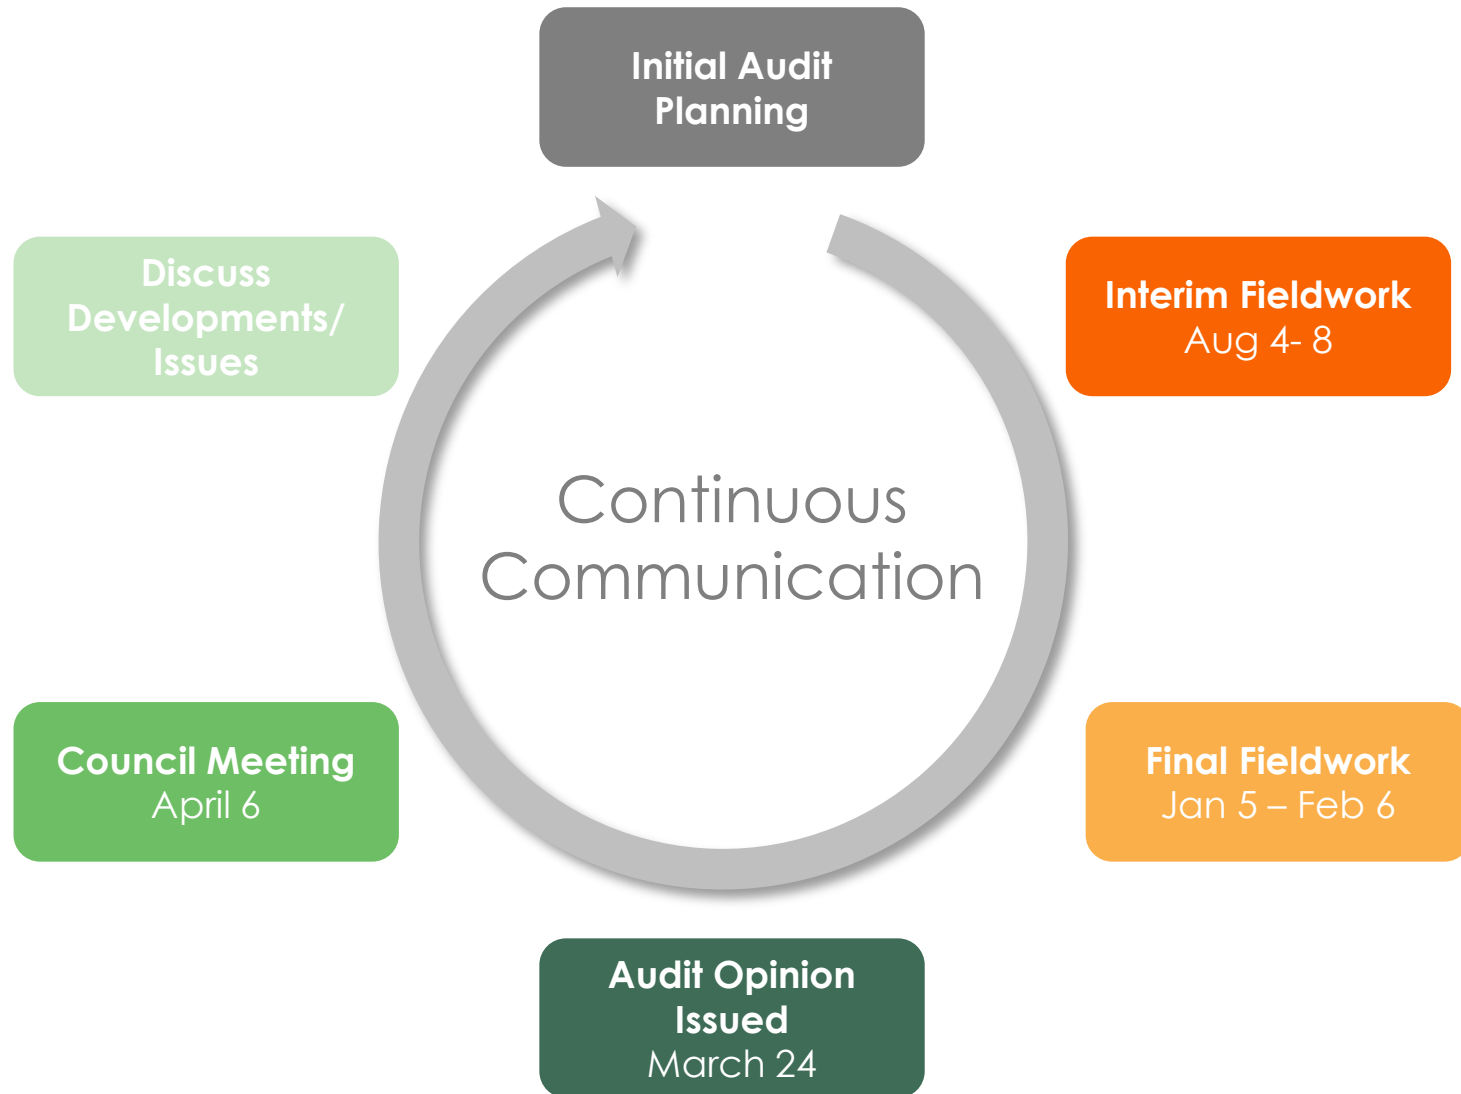 Initial Audit
Planning
Interim Fieldwork
Aug 4- 8
Final Fieldwork
Jan 5 – Feb 6
Audit Opinion
Issued
March 24
Council Meeting
April 6
Discuss
Developments/
Issues
Continuous
Communication